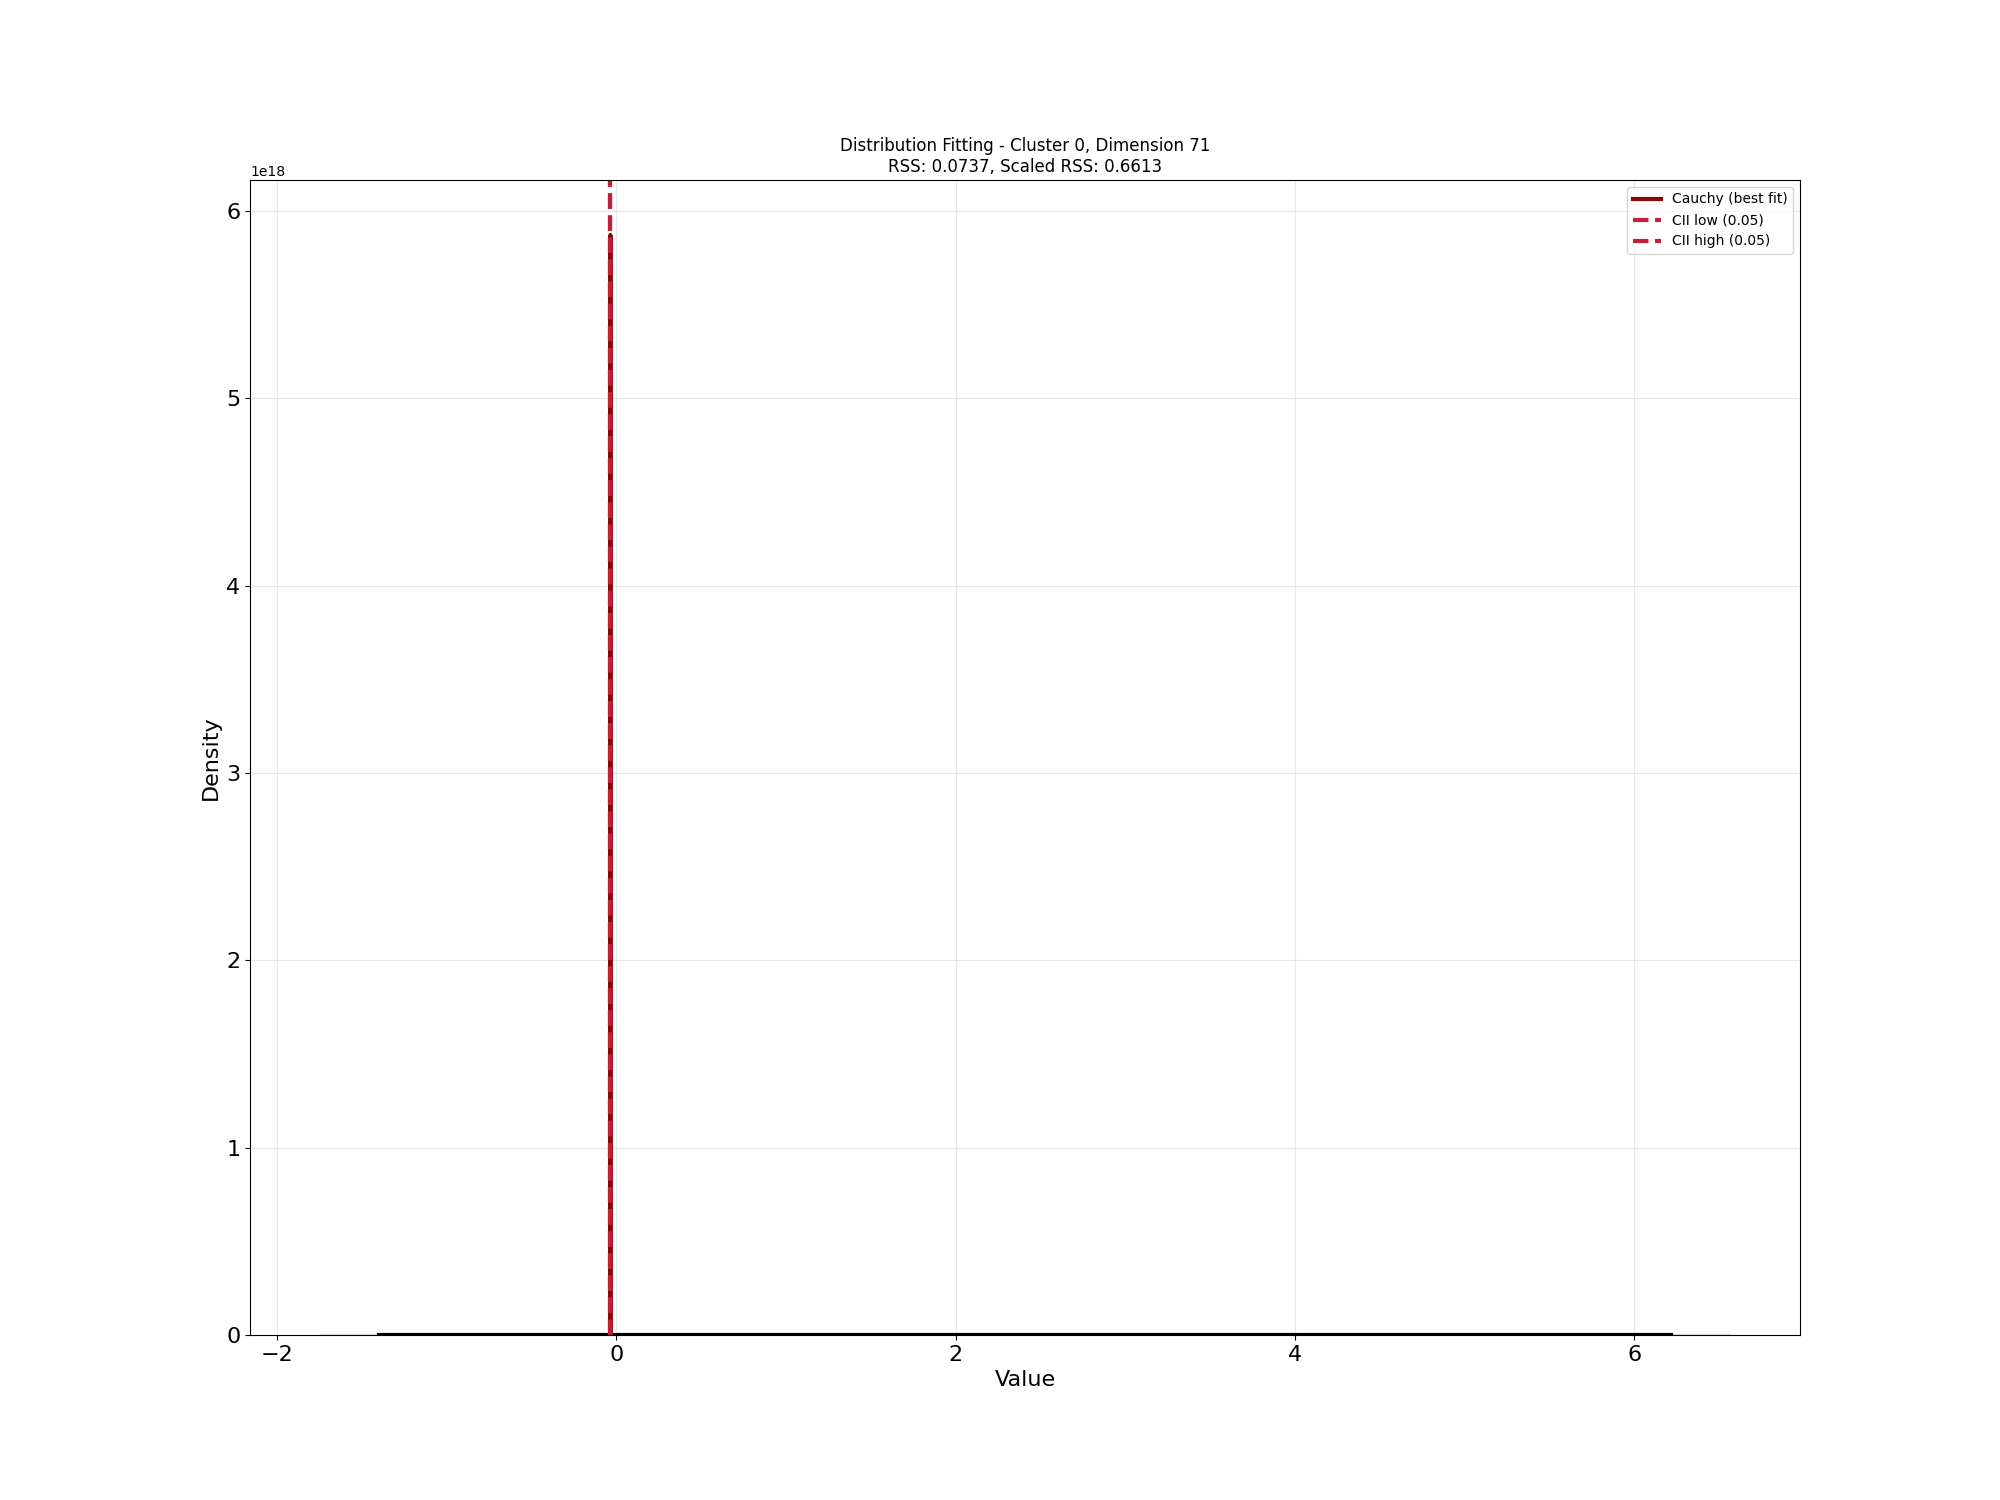 Distribution Fitting - Cluster 0, Dimension 71
RSS: 0.0737, Scaled RSS: 0.6613
1e18
Cauchy (best fit)
CII low (0.05)
CII high (0.05)
6
5
4
3
2
1
0
Density
−2 0 2 4 6
Value